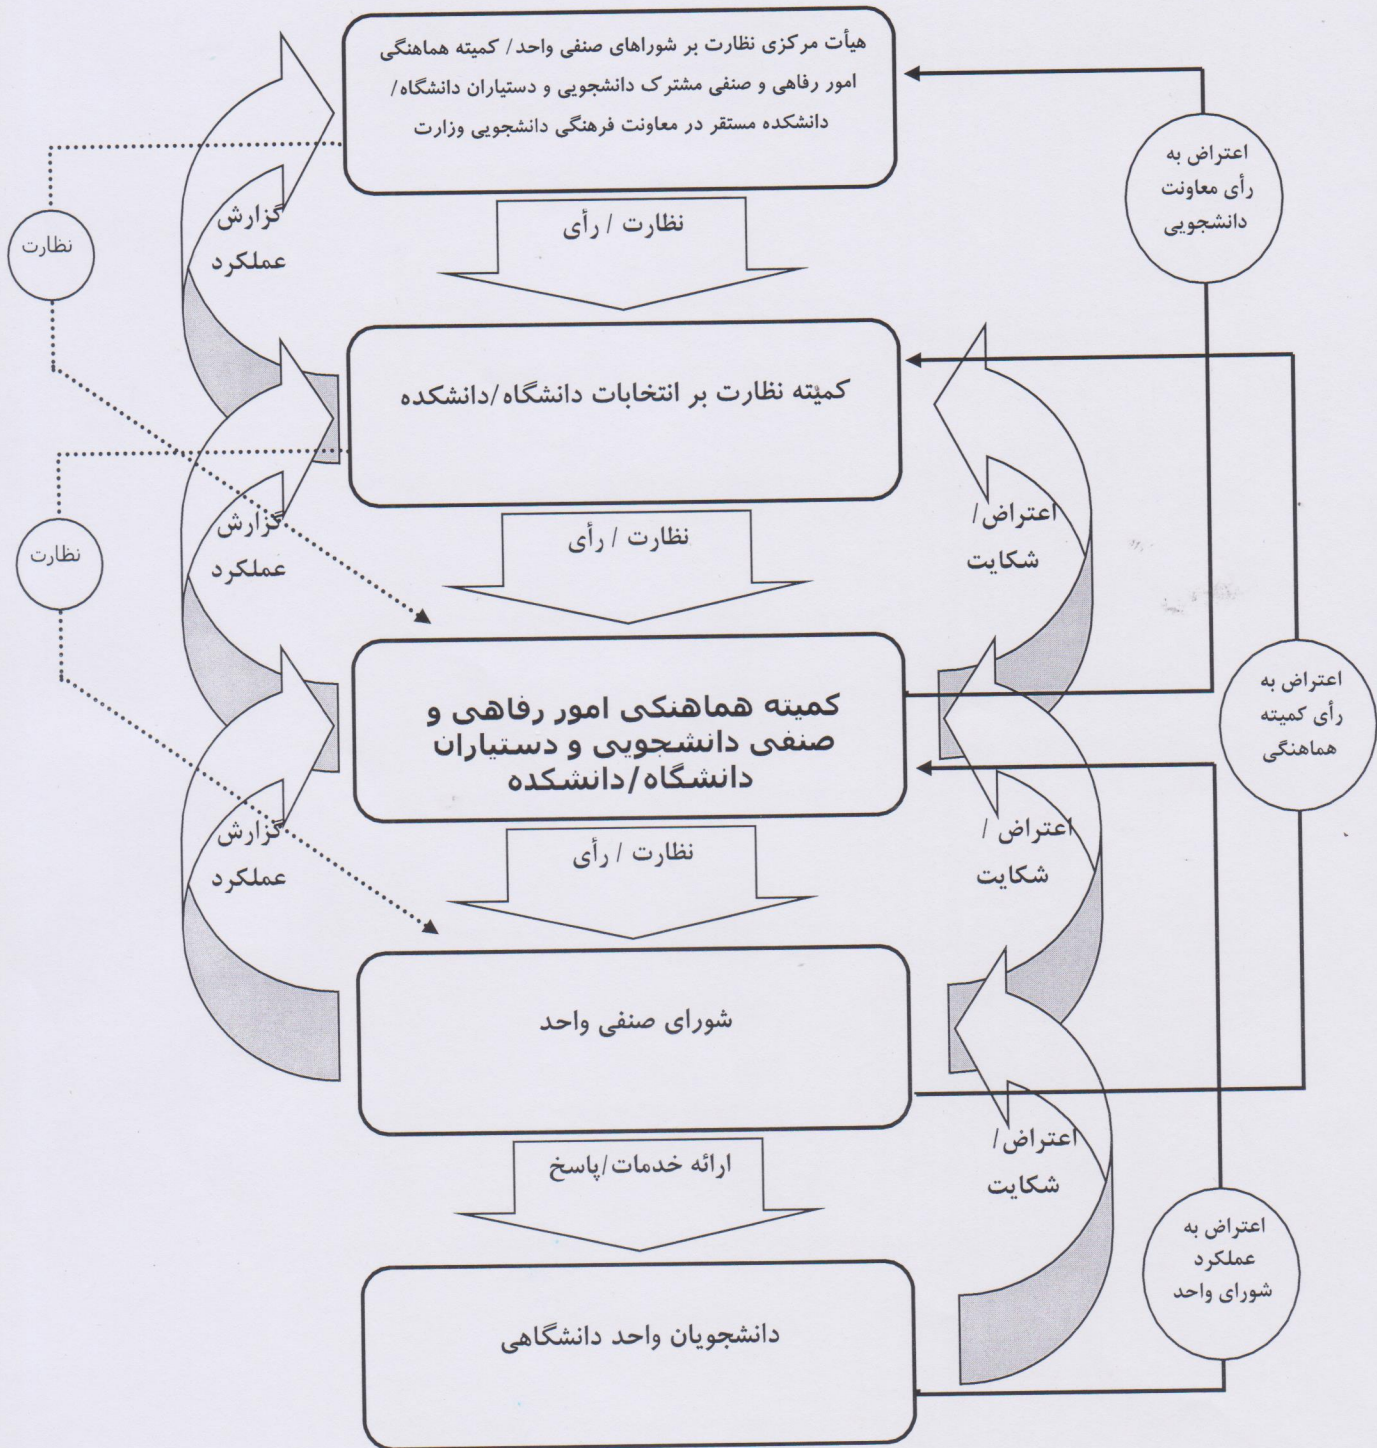 هیأت مرکزی نظارت بر شوراهای صنفی واحد/ کمیته هماهنگی
امور رفاهی و صنفی مشترک دانشجویی و دستیاران دانشگاه/
دانشکده مستقر در معاونت فرهنگی دانشجویی وزارت
اعتراض به
رأی معاونت
دانشجویی
نظارت / رأی
گزارش
عملکرد
نظارت
کمیته نظارت بر انتخابات دانشگاه/دانشکده
اعتراض/
شکایت
نظارت / رأی
گزارش
عملکرد
نظارت
اعتراض به
رأی کمیته
هماهنگی
کمیته هماهنکی امور رفاهی و
صنفی دانشجویی و دستیاران
دانشگاه/دانشکده
اعتراض /
شکایت
نظارت / رأی
گزارش
عملکرد
شورای صنفی واحد
اعتراض/
شکایت
ارائه خدمات/پاسخ
اعتراض به
عملکرد
شورای واحد
دانشجویان واحد دانشگاهی